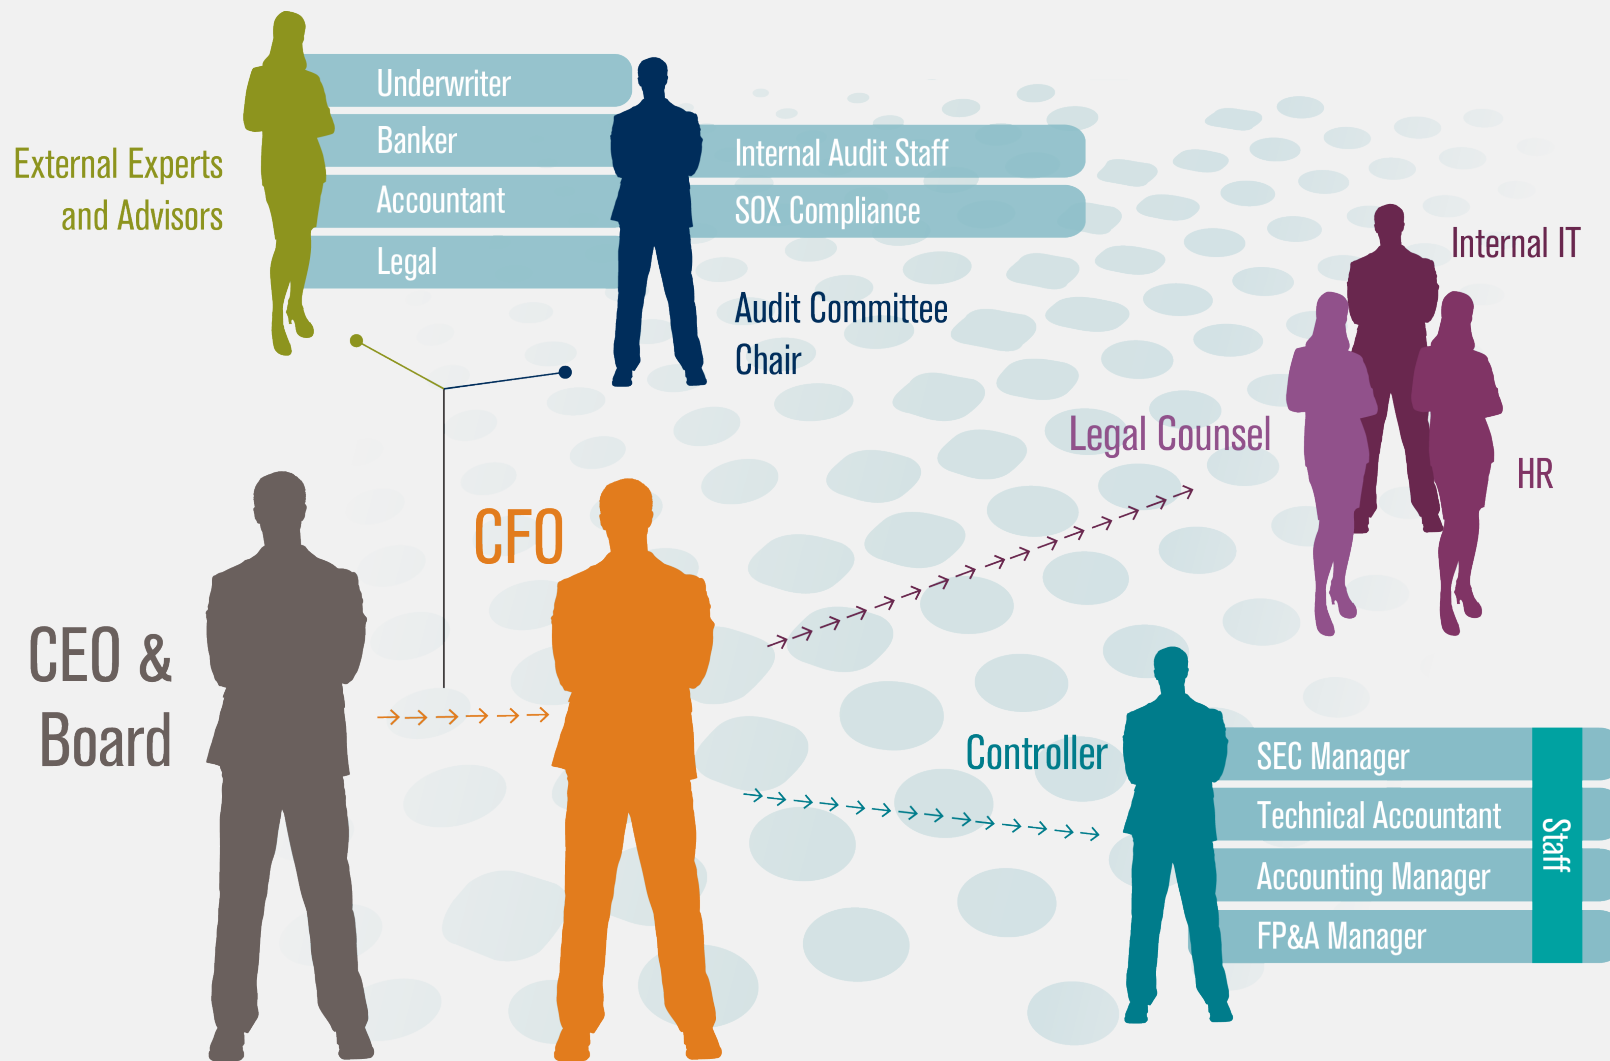 Underwriter
Banker
Accountant
Legal
External Experts
and Advisors
Internal Audit Staff
SOX Compliance
Audit Committee
Chair
Internal IT
Legal Counsel
HR
CFO
CEO &
Board
Controller
SEC Manager
Technical Accountant
Accounting Manager
FP&A Manager
Staff